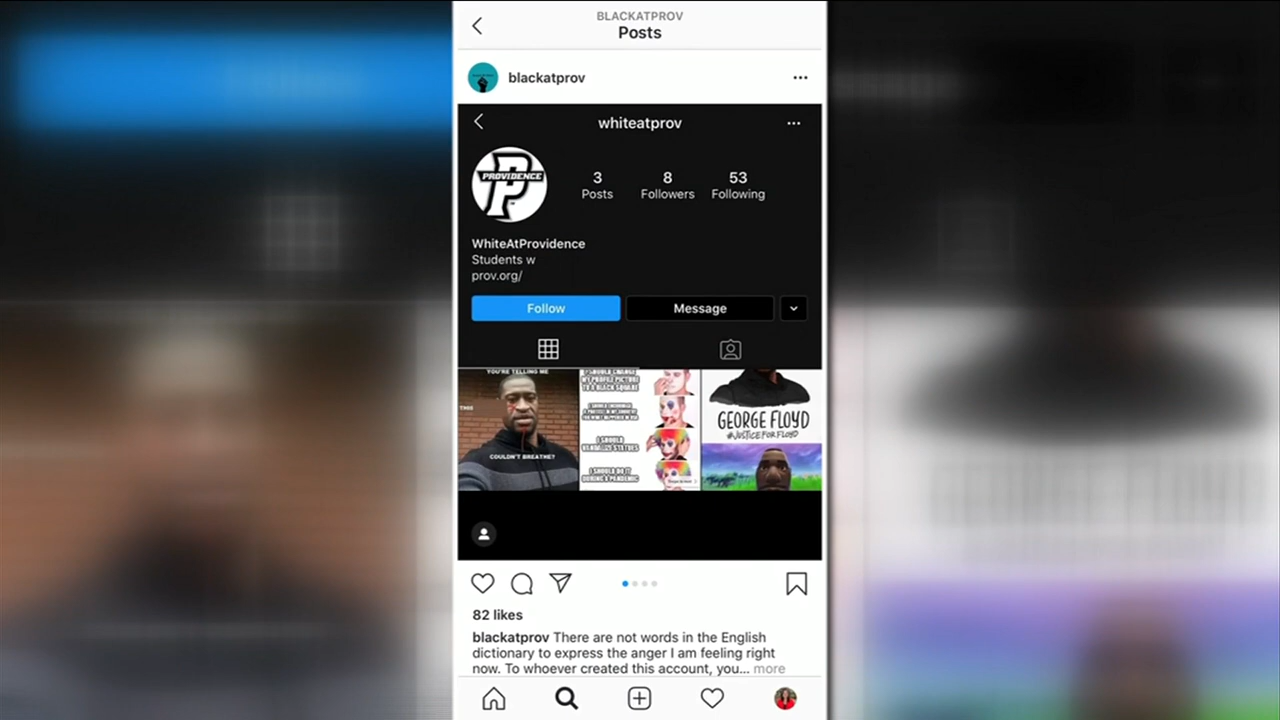 BLACKATPROV
Posts
blackatprov
whiteatprov
PROVIDENCE
3
8
53
Posts
Followers
Following
WhiteAtProvidence
Students w
prov.org/
Follow
Message
YOU'RE TELLING ME
THIS
COULDN'T BREATHE?
I SHOULD CHANGE
MY PROFILE PICTURE
TO A BLACK SQUARE
I SHOULD
VANDALIZE STATUES
I SHOULD DO IT
DURING A PANDEMIC
GEORGE FLOYD
#JUSTICEFORFLOYD
82 likes
blackatprov There are not words in the English
dictionary to express the anger I am feeling right
now. To whoever created this account, you... more